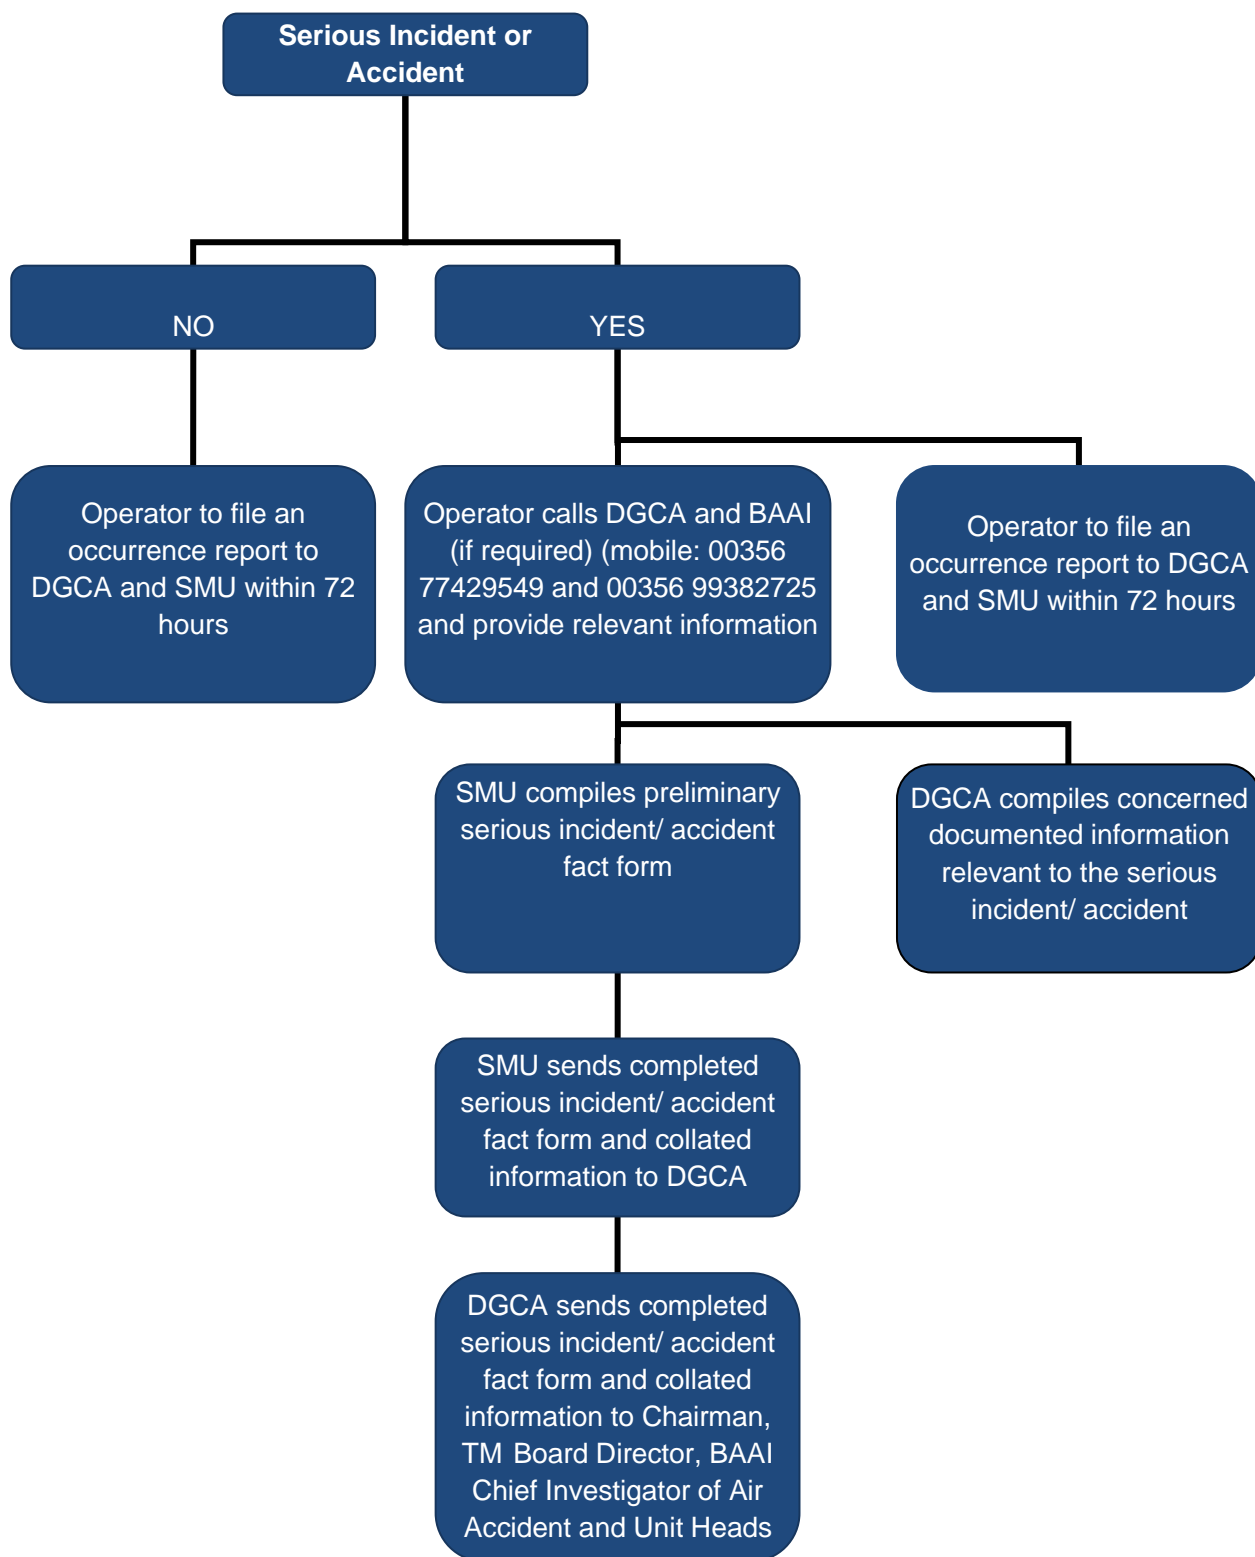 Serious Incident or
Accident
NO
YES
Operator to file an
occurrence report to
DGCA and SMU within 72
hours
Operator calls DGCA and BAAI
(if required) (mobile: 00356
77429549 and 00356 99382725
and provide relevant information
Operator to file an
occurrence report to DGCA
and SMU within 72 hours
SMU compiles preliminary
serious incident/ accident
fact form
DGCA compiles concerned
documented information
relevant to the serious
incident/ accident
SMU sends completed
serious incident/ accident
fact form and collated
information to DGCA
DGCA sends completed
serious incident/ accident
fact form and collated
information to Chairman,
TM Board Director, BAAI
Chief Investigator of Air
Accident and Unit Heads